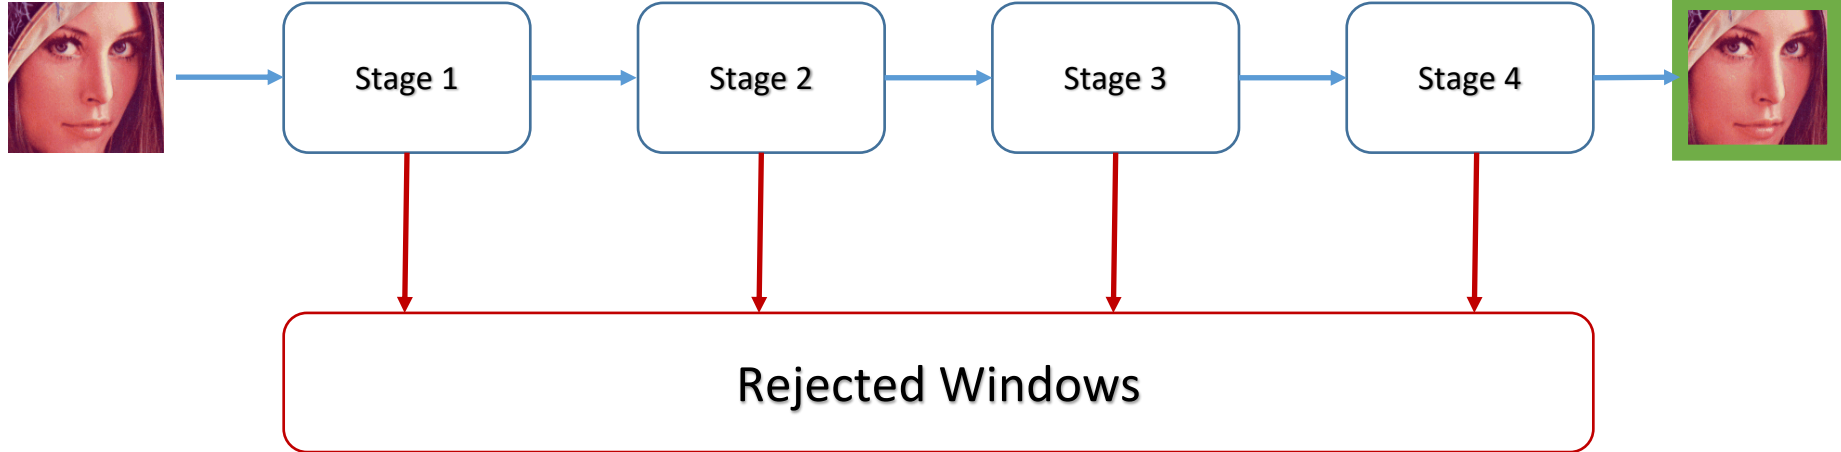 Stage 1
Stage 2
Stage 3
Stage 4
Rejected Windows